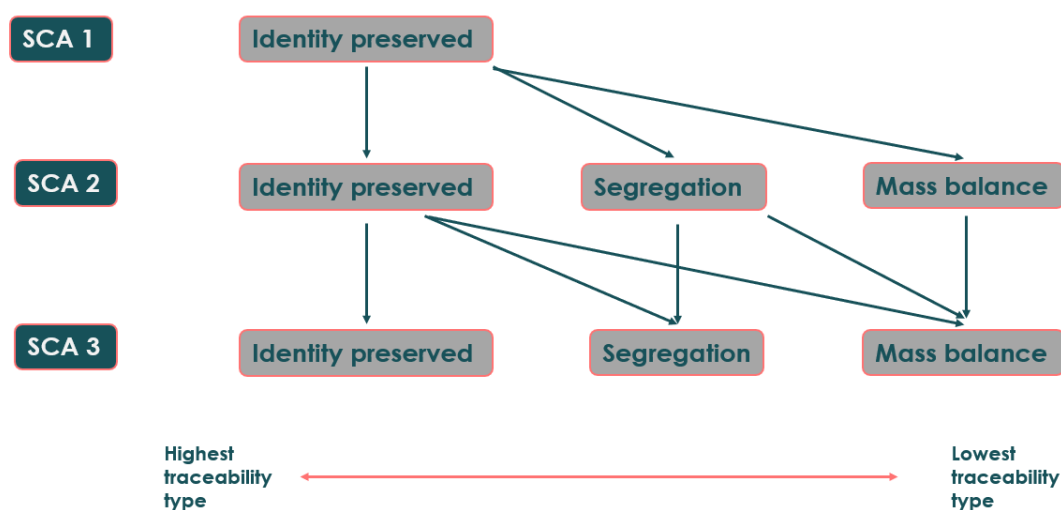 SCA 1
Identity preserved
SCA 2
Identity preserved
Segregation
Mass balance
SCA 3
Identity preserved
Segregation
Mass balance
Highest
traceability
type
Lowest
traceability
type